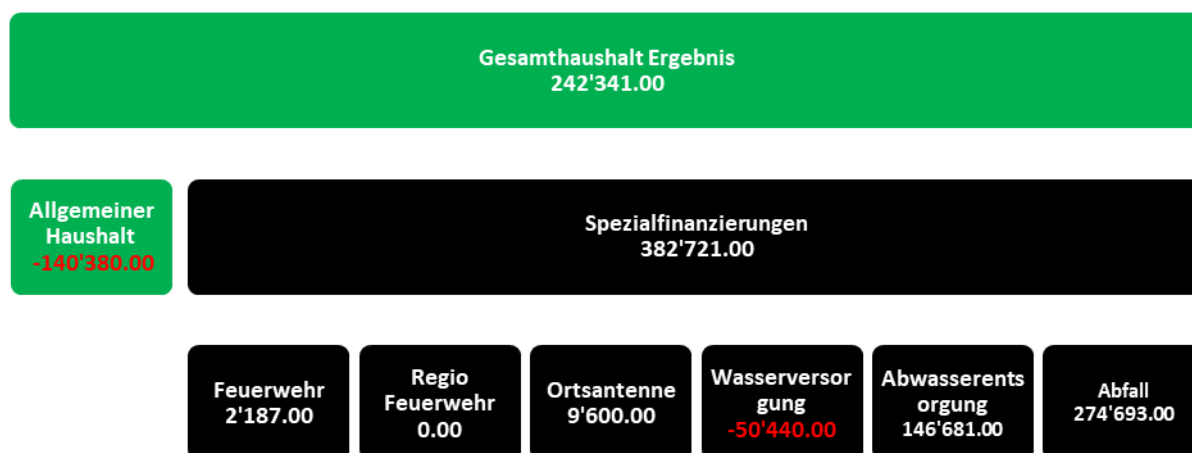 Gesamthaushalt Ergebnis
242'341.00
Allgemeiner
Haushalt
-140'380.00
Spezialfinanzierungen
382'721.00
Feuerwehr
2'187.00
Regio
Feuerwehr
0.00
Ortsantenne
9'600.00
Wasserversor
gung
-50'440.00
Abwasserents
orgung
146'681.00
Abfall
274'693.00